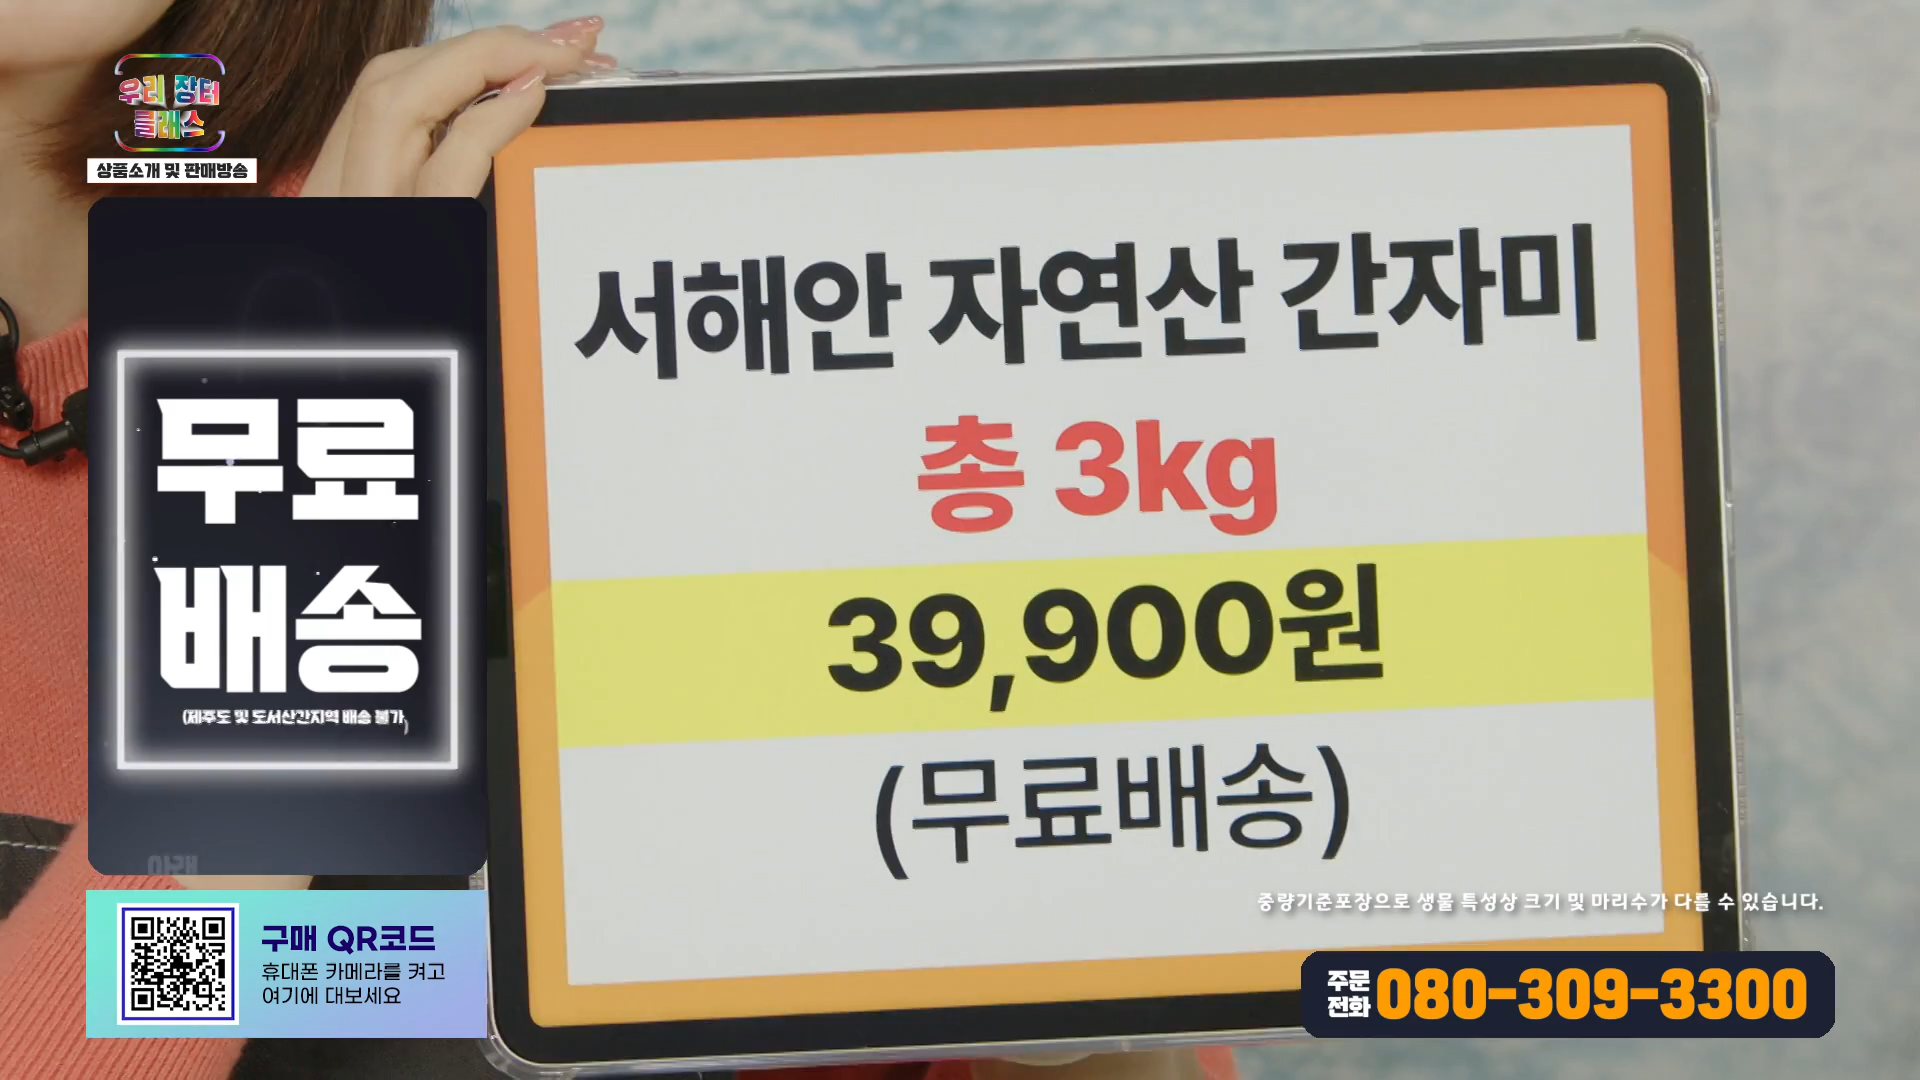 우리 장터
클래스
상품소개 및 판매방송
무료
배송
(제주도 및 도서산간지역 배송 불가)
아래
구매 QR코드
휴대폰 카메라를 켜고
여기에 대보세요
서해안 자연산 간자미
총 3kg
39,900원
(무료배송)
중량기준포장으로 생물 특성상 크기 및 마리수가 다를 수 있습니다.
주문
전화
080-309-3300